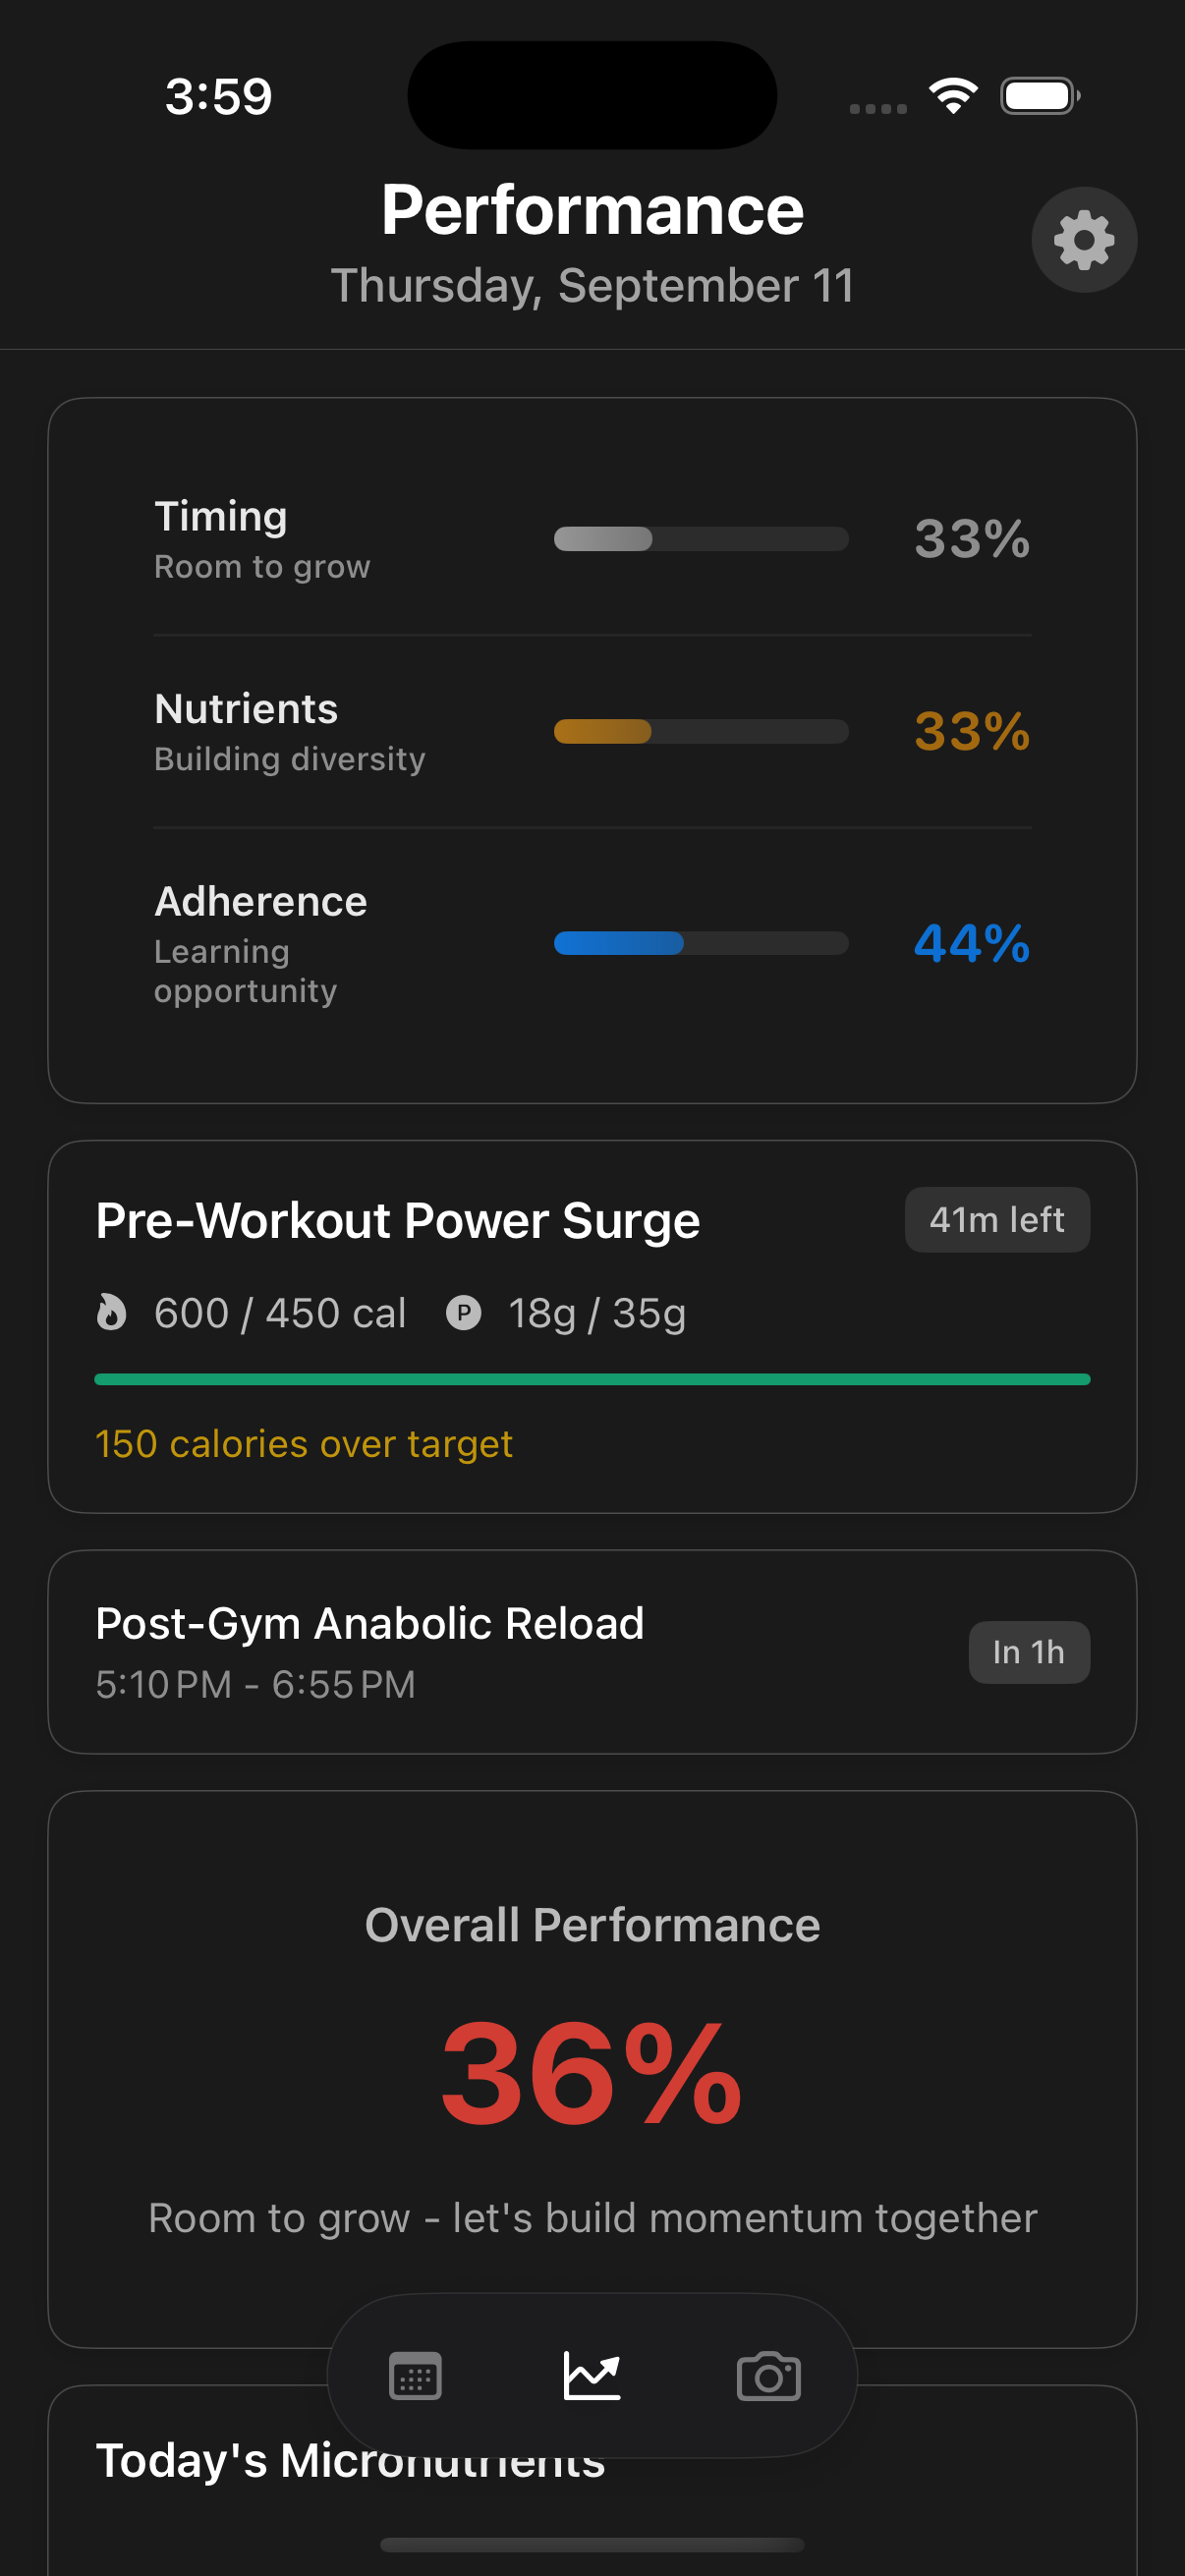 3:59
Performance
Thursday, September 11
Timing
Room to grow
33%
Nutrients
Building diversity
33%
Adherence
Learning
opportunity
44%
Pre-Workout Power Surge
41m left
600 / 450 cal
P
18g / 35g
150 calories over target
Post-Gym Anabolic Reload
5:10 PM - 6:55 PM
In 1h
Overall Performance
36%
Room to grow - let's build momentum together
Today's Micronutrients